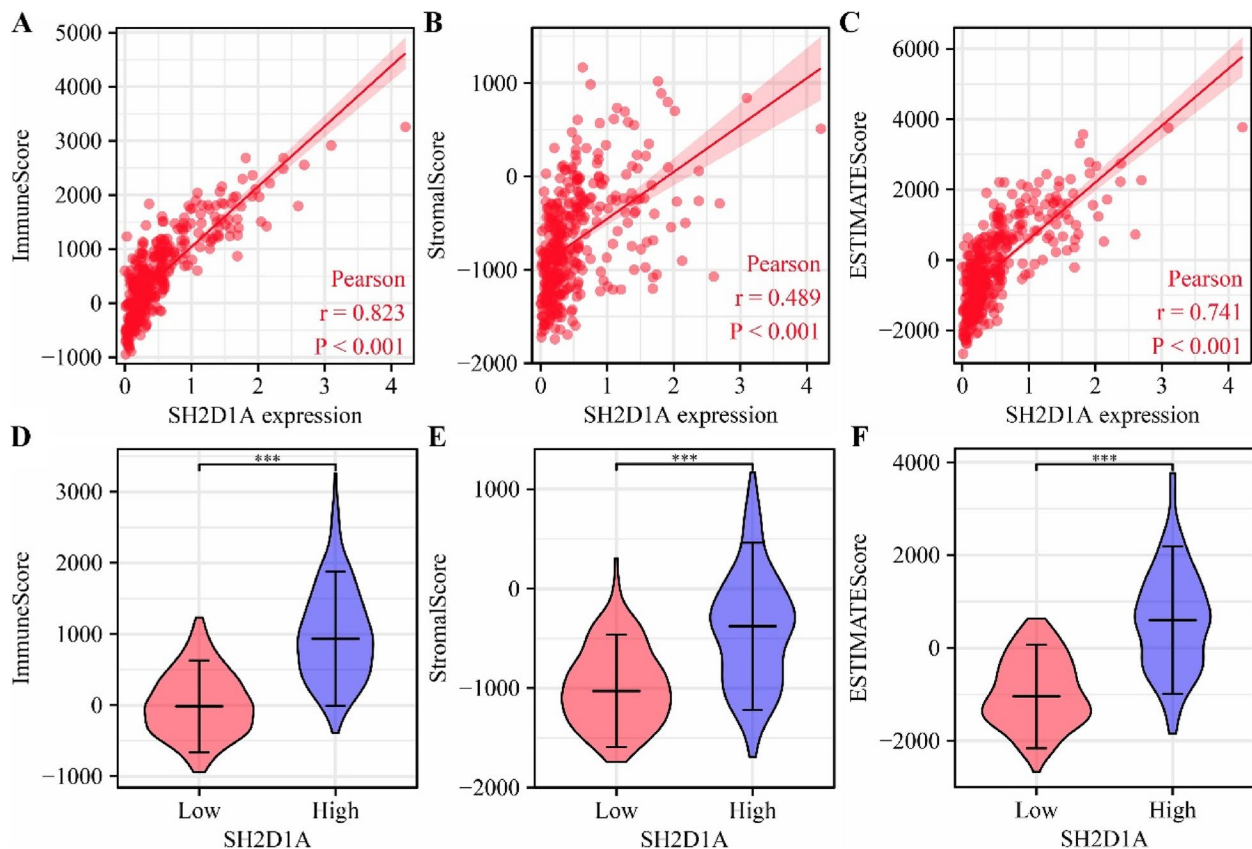 A
ImmuneScore
5000
4000
3000
2000
1000
0
−1000
Pearson
r = 0.823
P < 0.001
0 1 2 3 4
SH2D1A expression
B
StromalScore
1000
0
−1000
−2000
Pearson
r = 0.489
P < 0.001
0 1 2 3 4
SH2D1A expression
C
ESTIMATEScore
6000
4000
2000
0
−2000
Pearson
r = 0.741
P < 0.001
0 1 2 3 4
SH2D1A expression
D
ImmuneScore
3000
2000
1000
0
−1000
***
Low High
SH2D1A
E
StromalScore
1000
0
−1000
−2000
***
Low High
SH2D1A
F
ESTIMATEScore
4000
2000
0
−2000
***
Low High
SH2D1A